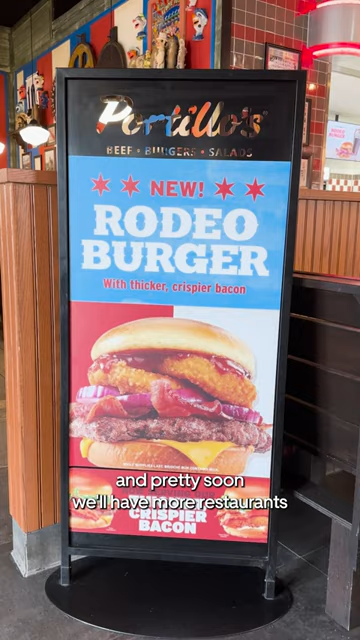 Portillo's
BEEF • BURGERS • SALADS
NEW!
RODEO
BURGER
With thicker, crispier bacon
and pretty soon
we'll have more restaurants
CRISPIER
BACON